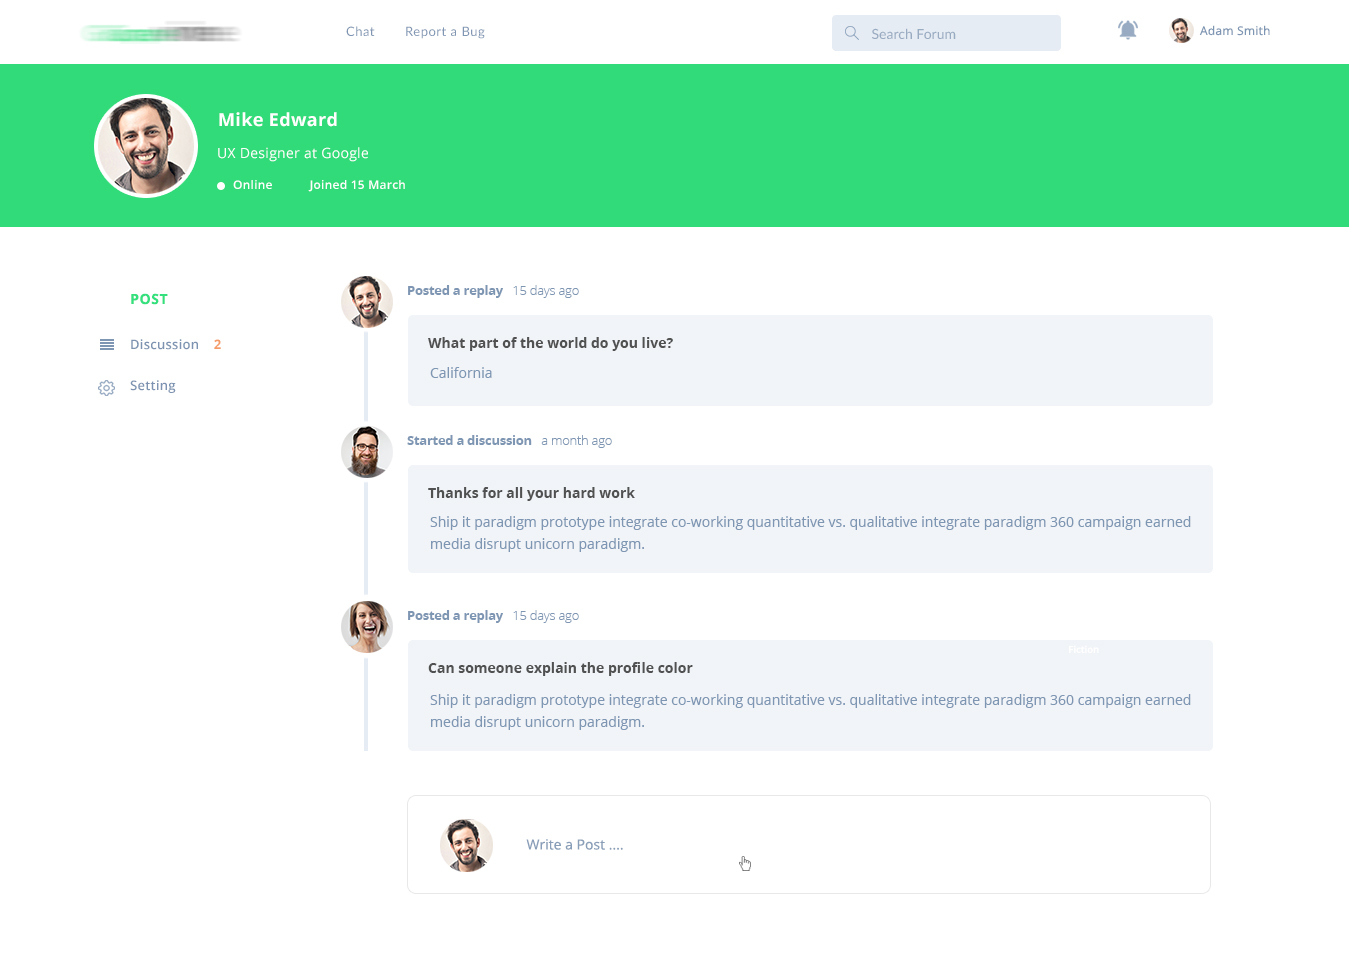 Chat
Report a Bug
Search Forum
Adam Smith
Mike Edward
UX Designer at Google
Online
Joined 15 March
POST
Discussion 2
Setting
Posted a replay 15 days ago
What part of the world do you live?
California
Started a discussion a month ago
Thanks for all your hard work
Ship it paradigm prototype integrate co-working quantitative vs. qualitative integrate paradigm 360 campaign earned
media disrupt unicorn paradigm.
Posted a replay 15 days ago
Fiction
Can someone explain the profile color
Ship it paradigm prototype integrate co-working quantitative vs. qualitative integrate paradigm 360 campaign earned
media disrupt unicorn paradigm.
Write a Post ....